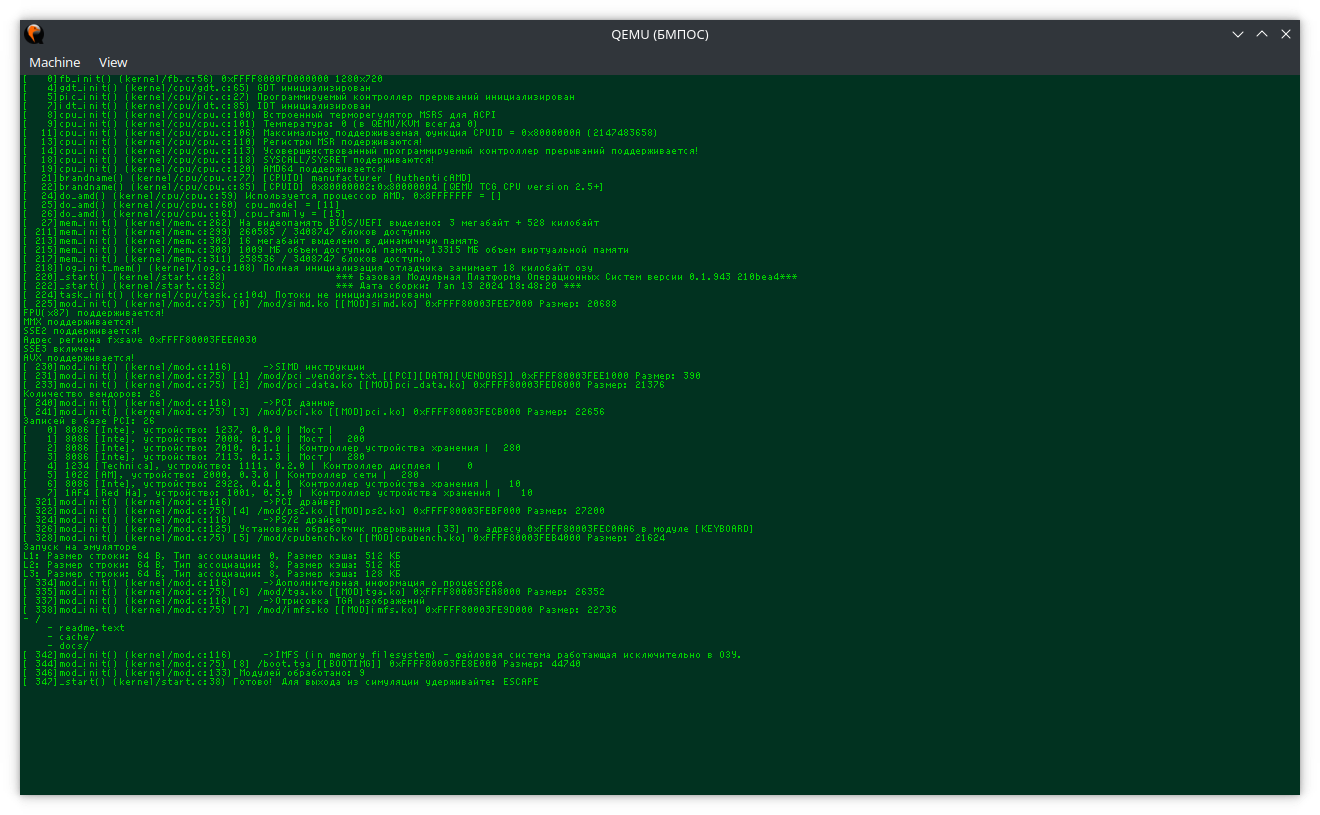 QEMU (БМПОС)
Machine View
[ 0]fb_init() (kernel/fb.c:56) 0xFFFF8000FD000000 1280x720
[ 4]gdt_init() (kernel/cpu/gdt.c:65) GDT инициализирован
[ 5]pic_init() (kernel/cpu/pic.c:27) Программируемый контроллер прерываний инициализирован
[ 7]idt_init() (kernel/cpu/idt.c:85) IDT инициализирован
[ 8]cpu_init() (kernel/cpu/cpu.c:100) Встроенный терморегулятор MSRS для ACPI
[ 9]cpu_init() (kernel/cpu/cpu.c:101) Температура: 0 (в QEMU/KVM всегда 0)
[ 11]cpu_init() (kernel/cpu/cpu.c:106) Максимально поддерживаемая функция CPUID = 0x8000000A (2147483658)
[ 13]cpu_init() (kernel/cpu/cpu.c:110) Регистры MSR подерживаются!
[ 14]cpu_init() (kernel/cpu/cpu.c:113) Усовершенствованный программируемый контроллер прерываний поддерживается!
[ 18]cpu_init() (kernel/cpu/cpu.c:118) SYSCALL/SYSRET подерживаются!
[ 19]cpu_init() (kernel/cpu/cpu.c:120) AMD64 поддерживается!
[ 21]brandname() (kernel/cpu/cpu.c:77) [CPUID] manufacturer [AuthenticAMD]
[ 22]brandname() (kernel/cpu/cpu.c:85) [CPUID] 0x80000002:0x80000004 [QEMU TCG CPU version 2.5+]
[ 24]do_amd() (kernel/cpu/cpu.c:59) Используется процессор AMD, 0x8FFFFFFF = []
[ 25]do_amd() (kernel/cpu/cpu.c:60) cpu_model = [11]
[ 26]do_amd() (kernel/cpu/cpu.c:61) cpu_family = [15]
[ 27]mem_init() (kernel/mem.c:262) На видеопамять BIOS/UEFI выделено: 3 мегабайт + 528 килобайт
[ 211]mem_init() (kernel/mem.c:299) 260585 / 3408747 блоков доступно
[ 213]mem_init() (kernel/mem.c:302) 16 мегабайт выделено в динамичную память
[ 215]mem_init() (kernel/mem.c:308) 1009 МБ объем доступной памяти, 13315 МБ объем виртуальной памяти
[ 217]mem_init() (kernel/mem.c:311) 258536 / 3408747 блоков доступно
[ 218]log_init_mem() (kernel/log.c:108) Полная инициализация отладчика занимает 18 килобайт озу
[ 220]_start() (kernel/start.c:28) *** Базовая Модульная Платформа Операционных Систем версии 0.1.943 210bea4***
[ 222]_start() (kernel/start.c:32) *** Дата сборки: Jan 13 2024 18:48:20 ***
[ 224]task_init() (kernel/cpu/task.c:104) Потоки не инициализированы
[ 225]mod_init() (kernel/mod.c:75) [0] /mod/simd.ko [[MOD]simd.ko] 0xFFFF80003FEE7000 Размер: 20688
FPU(x87) поддерживается!
MMX поддерживается!
SSE2 поддерживается!
Адрес региона fxsave 0xFFFF80003FEEA030
SSE3 включен
AVX поддерживается!
[ 230]mod_init() (kernel/mod.c:116) ->SIMD инструкции
[ 231]mod_init() (kernel/mod.c:75) [1] /mod/pci_vendors.txt [[PCI][DATA][VENDORS]] 0xFFFF80003FEE1000 Размер: 390
[ 233]mod_init() (kernel/mod.c:75) [2] /mod/pci_data.ko [[MOD]pci_data.ko] 0xFFFF80003FED6000 Размер: 21376
Количество вендоров: 26
[ 240]mod_init() (kernel/mod.c:116) ->PCI данные
[ 241]mod_init() (kernel/mod.c:75) [3] /mod/pci.ko [[MOD]pci.ko] 0xFFFF80003FECB000 Размер: 22656
Записей в базе PCI: 26
[ 0] 8086 [Inte], устройство: 1237, 0.0.0 | Мост | 0
[ 1] 8086 [Inte], устройство: 7000, 0.1.0 | Мост | 200
[ 2] 8086 [Inte], устройство: 7010, 0.1.1 | Контроллер устройства хранения | 280
[ 3] 8086 [Inte], устройство: 7113, 0.1.3 | Мост | 280
[ 4] 1234 [Technica], устройство: 1111, 0.2.0 | Контроллер дисплея | 0
[ 5] 1022 [AM], устройство: 2000, 0.3.0 | Контроллер сети | 280
[ 6] 8086 [Inte], устройство: 2922, 0.4.0 | Контроллер устройства хранения | 10
[ 7] 1AF4 [Red Ha], устройство: 1001, 0.5.0 | Контроллер устройства хранения | 10
[ 321]mod_init() (kernel/mod.c:116) ->PCI драйвер
[ 322]mod_init() (kernel/mod.c:75) [4] /mod/ps2.ko [[MOD]ps2.ko] 0xFFFF80003FEBF000 Размер: 27200
[ 324]mod_init() (kernel/mod.c:116) ->PS/2 драйвер
[ 326]mod_init() (kernel/mod.c:125) Установлен обработчик прерывания [33] по адресу 0xFFFF80003FEC0AA6 в модуле [KEYBOARD]
[ 328]mod_init() (kernel/mod.c:75) [5] /mod/cpubench.ko [[MOD]cpubench.ko] 0xFFFF80003FEB4000 Размер: 21624
Запуск на эмуляторе
L1: Размер строки: 64 B, Тип ассоциации: 0, Размер кэша: 512 КБ
L2: Размер строки: 64 B, Тип ассоциации: 8, Размер кэша: 512 КБ
L3: Размер строки: 64 B, Тип ассоциации: 8, Размер кэша: 128 КБ
[ 334]mod_init() (kernel/mod.c:116) ->Дополнительная информация о процессоре
[ 335]mod_init() (kernel/mod.c:75) [6] /mod/tga.ko [[MOD]tga.ko] 0xFFFF80003FEA8000 Размер: 26352
[ 337]mod_init() (kernel/mod.c:116) ->Отрисовка TGA изображений
[ 338]mod_init() (kernel/mod.c:75) [7] /mod/imfs.ko [[MOD]imfs.ko] 0xFFFF80003FE9D000 Размер: 22736
- /
- readme.text
- cache/
- docs/
[ 342]mod_init() (kernel/mod.c:116) ->IMFS (in memory filesystem) - файловая система работающая исключительно в ОЗУ.
[ 344]mod_init() (kernel/mod.c:75) [8] /boot.tga [[BOOTIMG]] 0xFFFF80003FE8E000 Размер: 44740
[ 346]mod_init() (kernel/mod.c:133) Модулей обработано: 9
[ 347]_start() (kernel/start.c:38) Готово! Для выхода из симуляции удерживайте: ESCAPE